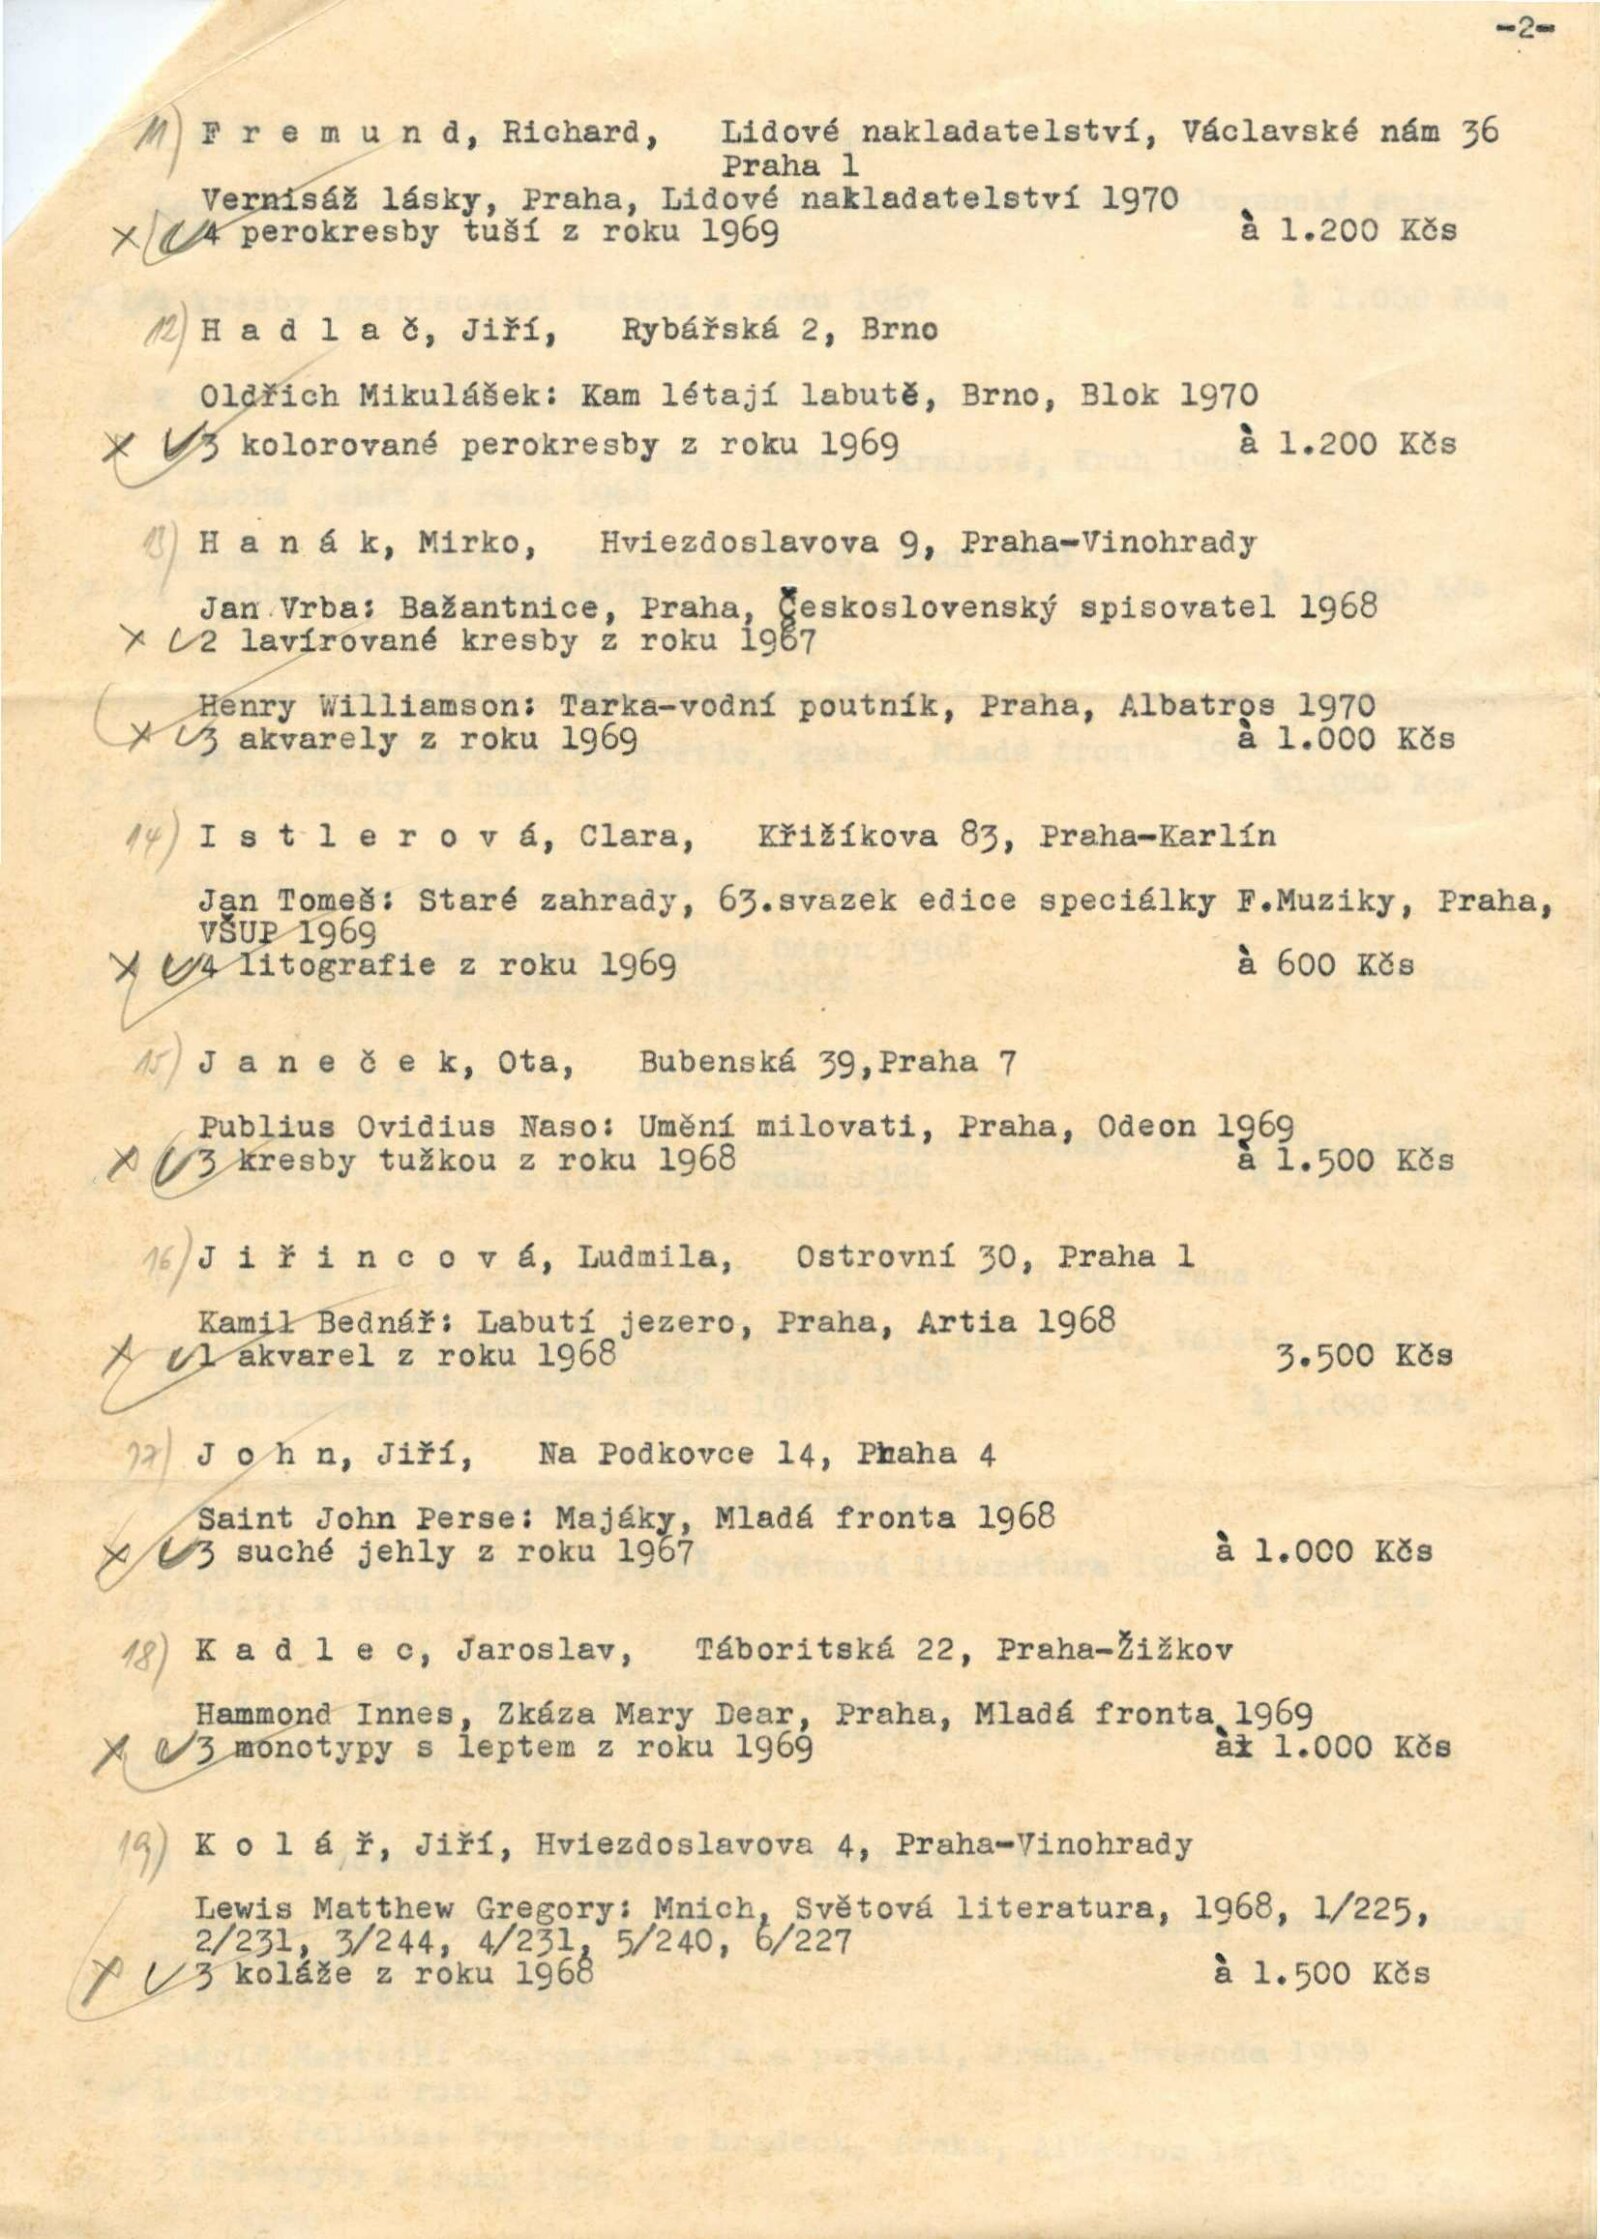 -2-
11) F r e m u n d, Richard, Lidové nakladatelství, Václavské nám 36
Praha 1
Vernisáž lásky, Praha, Lidové nakladatelství 1970
4 perokresby tuší z roku 1969 à 1.200 Kčs
12) H a d l a č, Jiří, Rybářská 2, Brno
Oldřich Mikulášek: Kam létají labutě, Brno, Blok 1970
3 kolorované perokresby z roku 1969 à 1.200 Kčs
13) H a n á k, Mirko, Hviezdoslavova 9, Praha-Vinohrady
Jan Vrba: Bažantnice, Praha, Československý spisovatel 1968
2 lavírované kresby z roku 1967
Henry Williamson: Tarka-vodní poutník, Praha, Albatros 1970
3 akvarely z roku 1969 à 1.000 Kčs
14) I s t l e r o v á, Clara, Křižíkova 83, Praha-Karlín
Jan Tomeš: Staré zahrady, 63.svazek edice speciálky F.Muziky, Praha,
VŠUP 1969
4 litografie z roku 1969 à 600 Kčs
15) J a n e č e k, Ota, Bubenská 39,Praha 7
Publius Ovidius Naso: Umění milovati, Praha, Odeon 1969
3 kresby tužkou z roku 1968 à 1.500 Kčs
16) J i ř i n c o v á, Ludmila, Ostrovní 30, Praha 1
Kamil Bednář: Labutí jezero, Praha, Artia 1968
1 akvarel z roku 1968 3.500 Kčs
17) J o h n, Jiří, Na Podkovce 14, Praha 4
Saint John Perse: Majáky, Mladá fronta 1968
3 suché jehly z roku 1967 à 1.000 Kčs
18) K a d l e c, Jaroslav, Táboritská 22, Praha-Žižkov
Hammond Innes, Zkáza Mary Dear, Praha, Mladá fronta 1969
3 monotypy s leptem z roku 1969 à 1.000 Kčs
19) K o l á ř, Jiří, Hviezdoslavova 4, Praha-Vinohrady
Lewis Matthew Gregory: Mnich, Světová literatura, 1968, 1/225,
2/231, 3/244, 4/231, 5/240, 6/227
3 koláže z roku 1968 à 1.500 Kčs